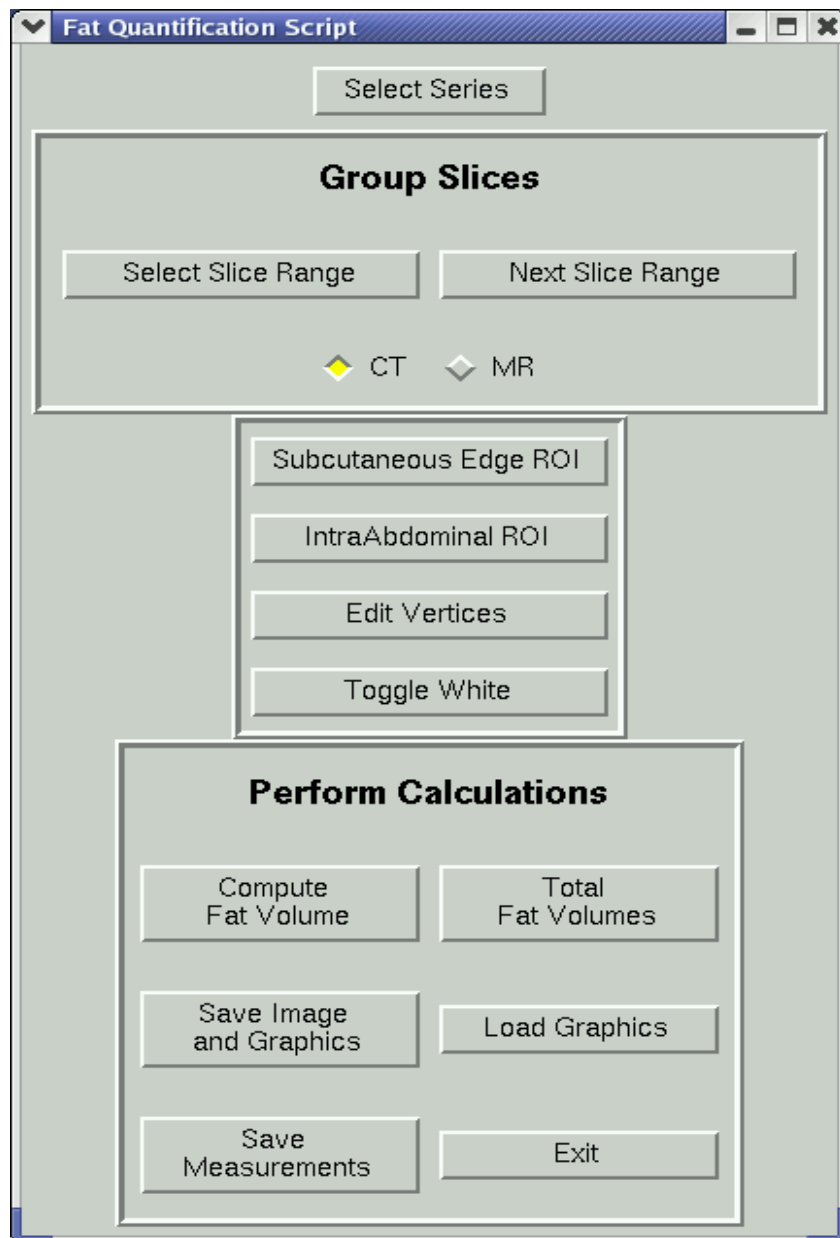 Fat Quantification Script
Select Series
Group Slices
Select Slice Range
Next Slice Range
CT
MR
Subcutaneous Edge ROI
IntraAbdominal ROI
Edit Vertices
Toggle White
Perform Calculations
Compute
Fat Volume
Total
Fat Volumes
Save Image
and Graphics
Load Graphics
Save
Measurements
Exit